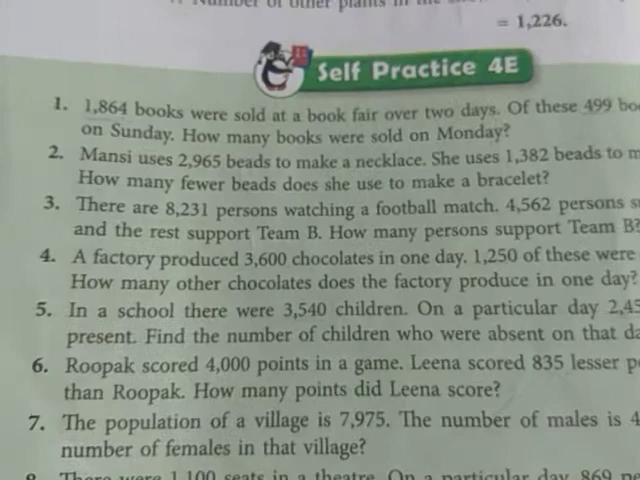 Number of other plants in the
= 1,226.
Self Practice 4E
1. 1,864 books were sold at a book fair over two days. Of these 499
on Sunday. How many books were sold on Monday?
2. Mansi uses 2,965 beads to make a necklace. She uses 1,382 beads to
How many fewer beads does she use to make a bracelet?
3. There are 8,231 persons watching a football match. 4,562 persons
and the rest support Team B. How many persons support Team B?
4. A factory produced 3,600 chocolates in one day. 1,250 of these were
How many other chocolates does the factory produce in one day?
5. In a school there were 3,540 children. On a particular day 2,45
present. Find the number of children who were absent on that
6. Roopak scored 4,000 points in a game. Leena scored 835 lesser
than Roopak. How many points did Leena score?
7. The population of a village is 7,975. The number of males is 4
number of females in that village?
8. There were 1,100 seats in a theatre. On a particular day 869